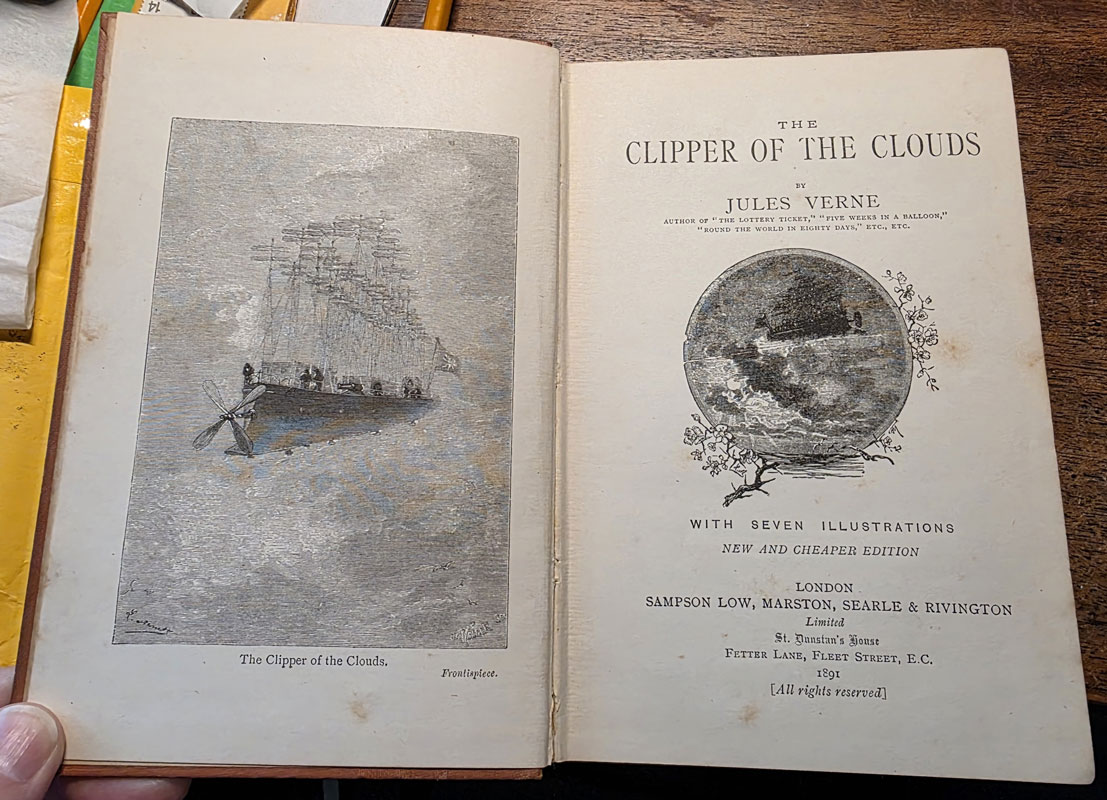 14
The Clipper of the Clouds.
Frontispiece.
THE
CLIPPER OF THE CLOUDS
BY
JULES VERNE
AUTHOR OF "THE LOTTERY TICKET," "FIVE WEEKS IN A BALLOON,"
"ROUND THE WORLD IN EIGHTY DAYS," ETC., ETC.
WITH SEVEN ILLUSTRATIONS
NEW AND CHEAPER EDITION
LONDON
SAMPSON LOW, MARSTON, SEARLE & RIVINGTON
Limited
St. Dunstan's House
FETTER LANE, FLEET STREET, E.C.
1891
[All rights reserved]